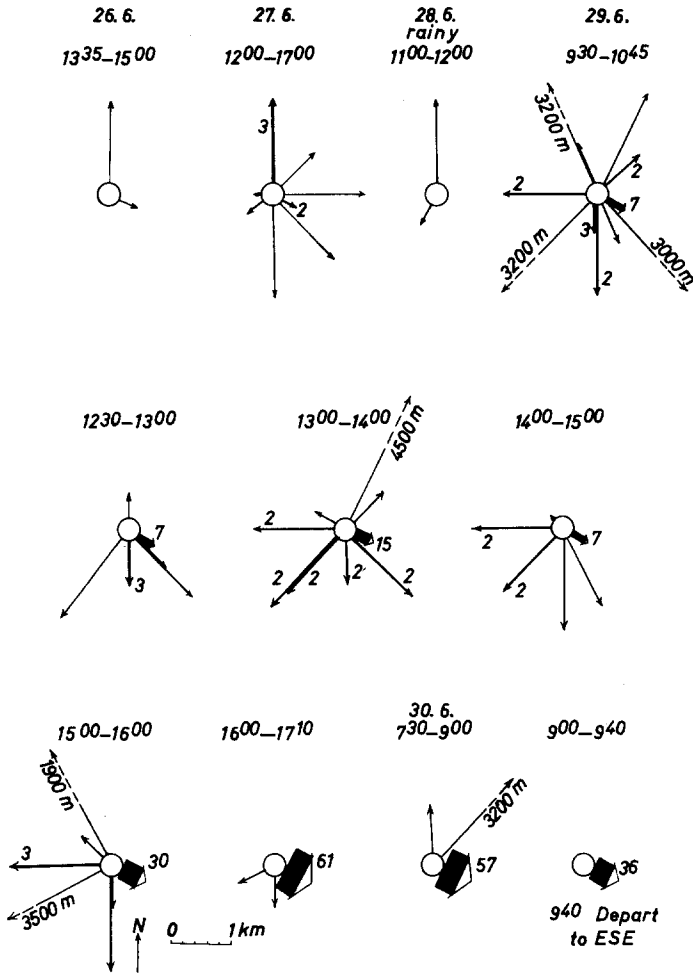 26.6. 27.6. 28.6. 29.6.
rainy
13³⁵–15⁰⁰ 12⁰⁰–17⁰⁰ 11⁰⁰–12⁰⁰ 9³⁰–10⁴⁵
3
2
3200 m
2
2
7
3
3200 m
3000 m
2
12³⁰–13⁰⁰ 13⁰⁰–14⁰⁰ 14⁰⁰–15⁰⁰
7
3
4500 m
2
15
2
2
2
2
2
7
2
30.6.
15⁰⁰–16⁰⁰ 16⁰⁰–17¹⁰ 7³⁰–9⁰⁰ 9⁰⁰–9⁴⁰
1900 m
3
30
3500 m
61
3200 m
57
36
N
0 1 km
9⁴⁰ Depart
to ESE